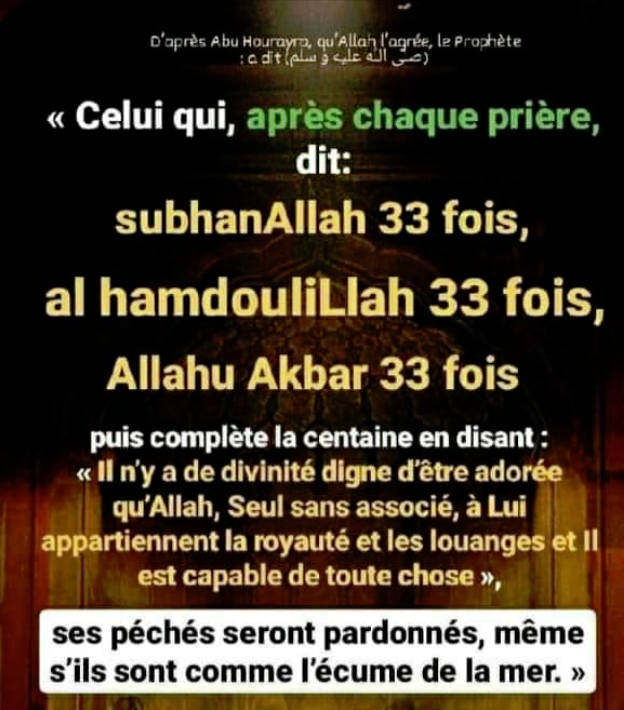 D'après Abu Hourayra, qu'Allah l'agrée, le Prophète
: a dit (صى الله عليه و سلم)
« Celui qui, après chaque prière,
dit:
subhanAllah 33 fois,
al hamdouliLlah 33 fois,
Allahu Akbar 33 fois
puis complète la centaine en disant :
« Il n'y a de divinité digne d'être adorée
qu'Allah, Seul sans associé, à Lui
appartiennent la royauté et les louanges et Il
est capable de toute chose »,
ses péchés seront pardonnés, même
s'ils sont comme l'écume de la mer. »